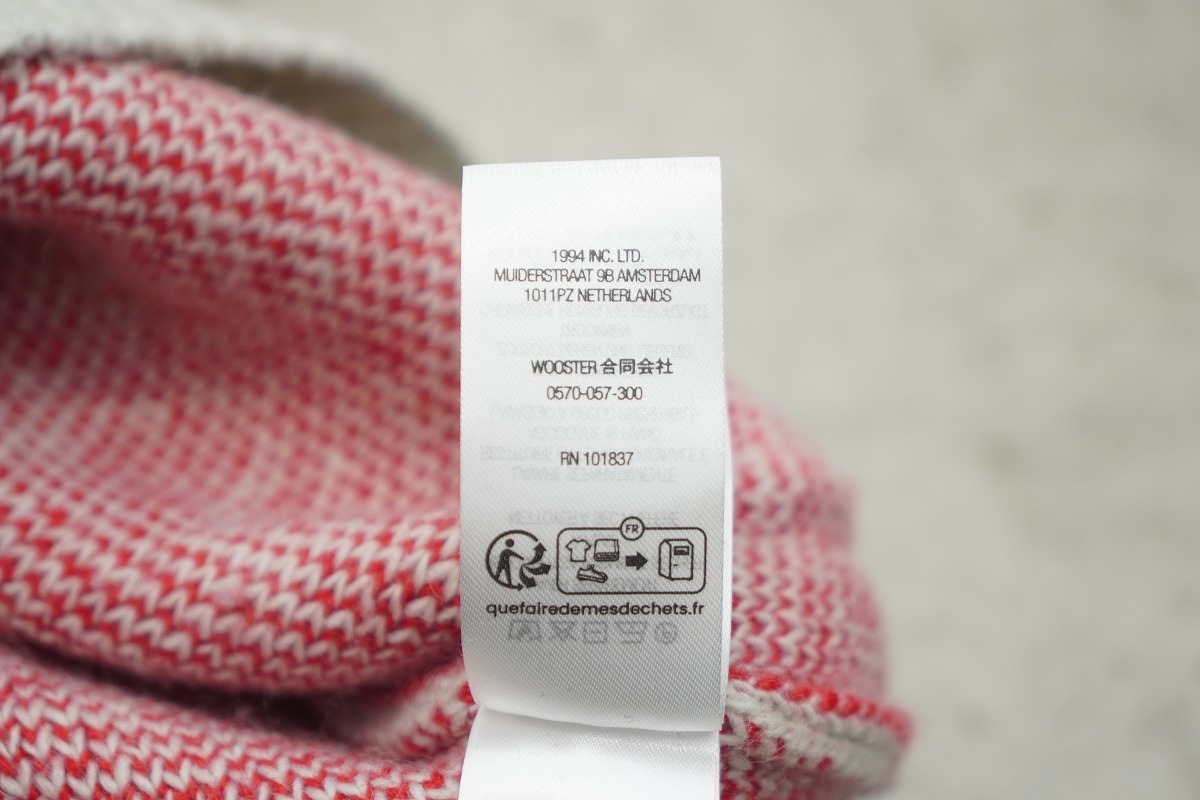 1994 INC. LTD.
MUIDERSTRAAT 9B AMSTERDAM
1011PZ NETHERLANDS
WOOSTER 合同会社
0570-057-300
RN 101837
FR
quefairedemesdechets.fr